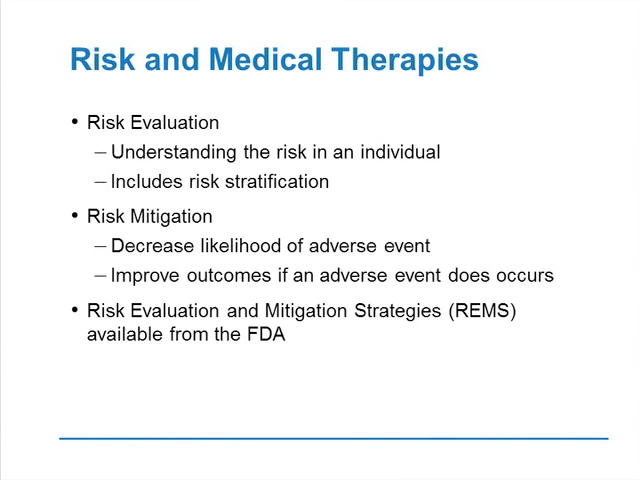 Risk and Medical Therapies
• Risk Evaluation
– Understanding the risk in an individual
– Includes risk stratification
• Risk Mitigation
– Decrease likelihood of adverse event
– Improve outcomes if an adverse event does occurs
• Risk Evaluation and Mitigation Strategies (REMS)
available from the FDA